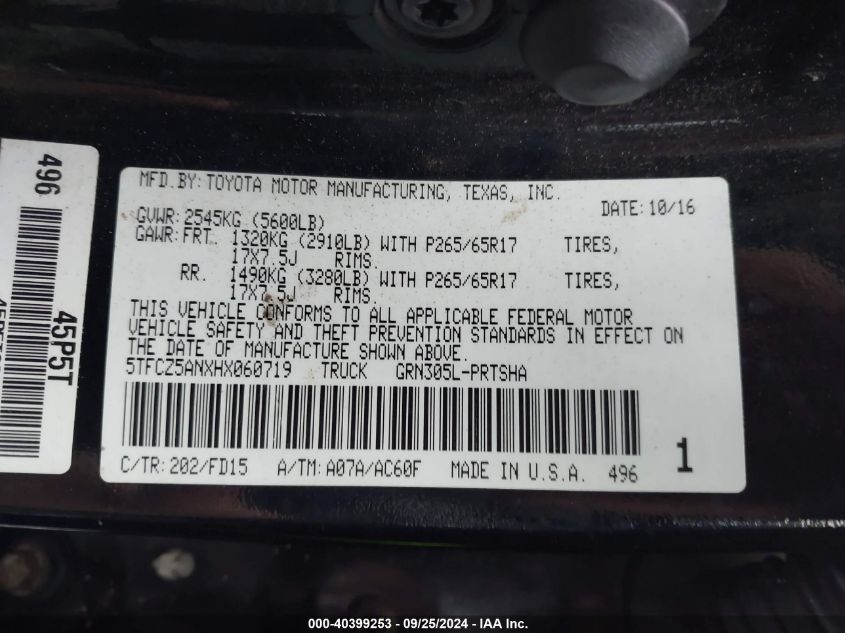 MFD.BY:TOYOTA MOTOR MANUFACTURING, TEXAS, INC.
DATE:10/16
GVWR:2545KG (5600LB)
GAWR:FRT. 1320KG (2910LB) WITH P265/65R17 TIRES,
17X7.5J RIMS.
RR. 1490KG (3280LB) WITH P265/65R17 TIRES,
17X7.5J RIMS.
THIS VEHICLE CONFORMS TO ALL APPLICABLE FEDERAL MOTOR
VEHICLE SAFETY AND THEFT PREVENTION STANDARDS IN EFFECT ON
THE DATE OF MANUFACTURE SHOWN ABOVE.
5TFCZ5ANXHX060719 TRUCK GRN305L-PRTSHA
C/TR:202/FD15 A/TM:A07A/AC60F MADE IN U.S.A. 496 1
496
45P5T
000-40399253 - 09/25/2024 - IAA Inc.